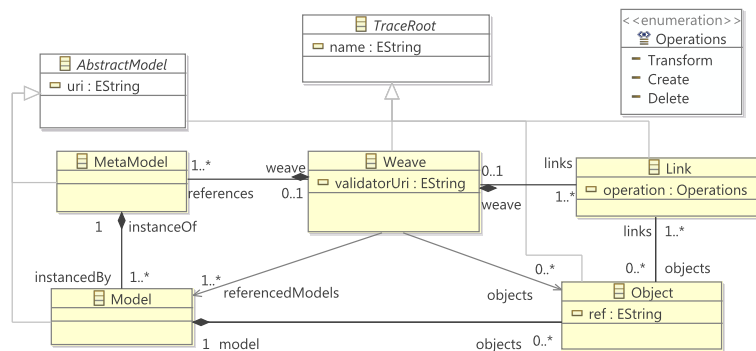 <<enumeration>>
Operations
Transform
Create
Delete
TraceRoot
name : EString
AbstractModel
uri : EString
MetaModel
1..*
references
weave
0..1
Weave
validatorUri : EString
0..1
weave
links
1..*
Link
operation : Operations
1
instanceOf
instancedBy
1..*
links
1..*
0..*
objects
Model
1..*
referencedModels
0..*
objects
Object
ref : EString
1
model
objects
0..*